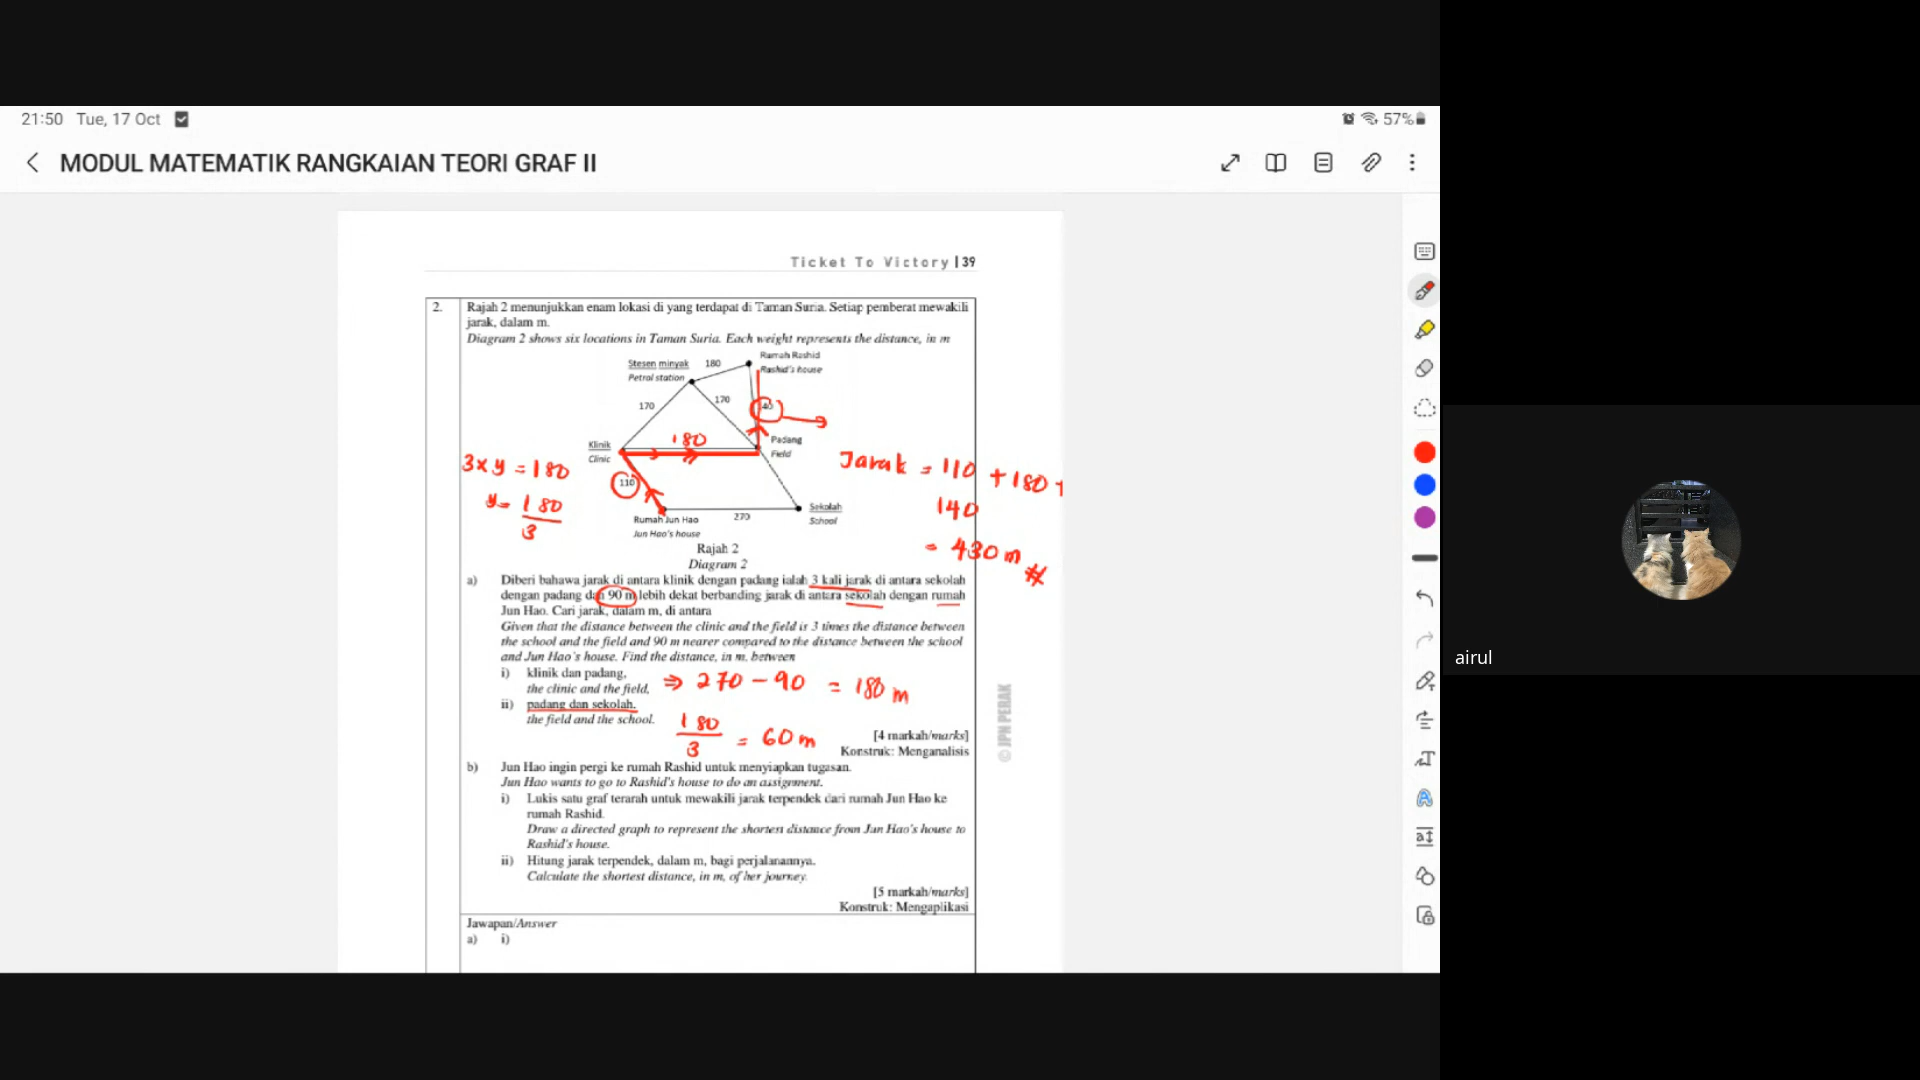 21:50 Tue, 17 Oct
57%
MODUL MATEMATIK RANGKAIAN TEORI GRAF II
Ticket To Victory | 39
2. Rajah 2 menunjukkan enam lokasi di yang terdapat di Taman Suria. Setiap pemberat mewakili
jarak, dalam m.
Diagram 2 shows six locations in Taman Suria. Each weight represents the distance, in m
Rumah Rashid
Rashid's house
Stesen minyak
Petrol station
180
170
170
140
Klinik
Clinic
180
Padang
Field
110
Rumah Jun Hao
Jun Hao's house
270
Sekolah
School
3 x y = 180
y = 180
3
Jarak = 110 + 180 +
140
= 430 m #
Rajah 2
Diagram 2
a) Diberi bahawa jarak di antara klinik dengan padang ialah 3 kali jarak di antara sekolah
dengan padang dan 90 m lebih dekat berbanding jarak di antara sekolah dengan rumah
Jun Hao. Cari jarak, dalam m, di antara
Given that the distance between the clinic and the field is 3 times the distance between
the school and the field and 90 m nearer compared to the distance between the school
and Jun Hao's house. Find the distance, in m, between
i) klinik dan padang,
the clinic and the field,
⇒ 270 - 90 = 180 m
ii) padang dan sekolah.
the field and the school.
180
3 = 60 m
[4 markah/marks]
Konstruk: Menganalisis
b) Jun Hao ingin pergi ke rumah Rashid untuk menyiapkan tugasan.
Jun Hao wants to go to Rashid's house to do an assignment.
i) Lukis satu graf terarah untuk mewakili jarak terpendek dari rumah Jun Hao ke
rumah Rashid.
Draw a directed graph to represent the shortest distance from Jun Hao's house to
Rashid's house.
ii) Hitung jarak terpendek, dalam m, bagi perjalanannya.
Calculate the shortest distance, in m, of her journey.
[5 markah/marks]
Konstruk: Mengaplikasi
Jawapan/Answer
a) i)
© JPN PERAK
airul